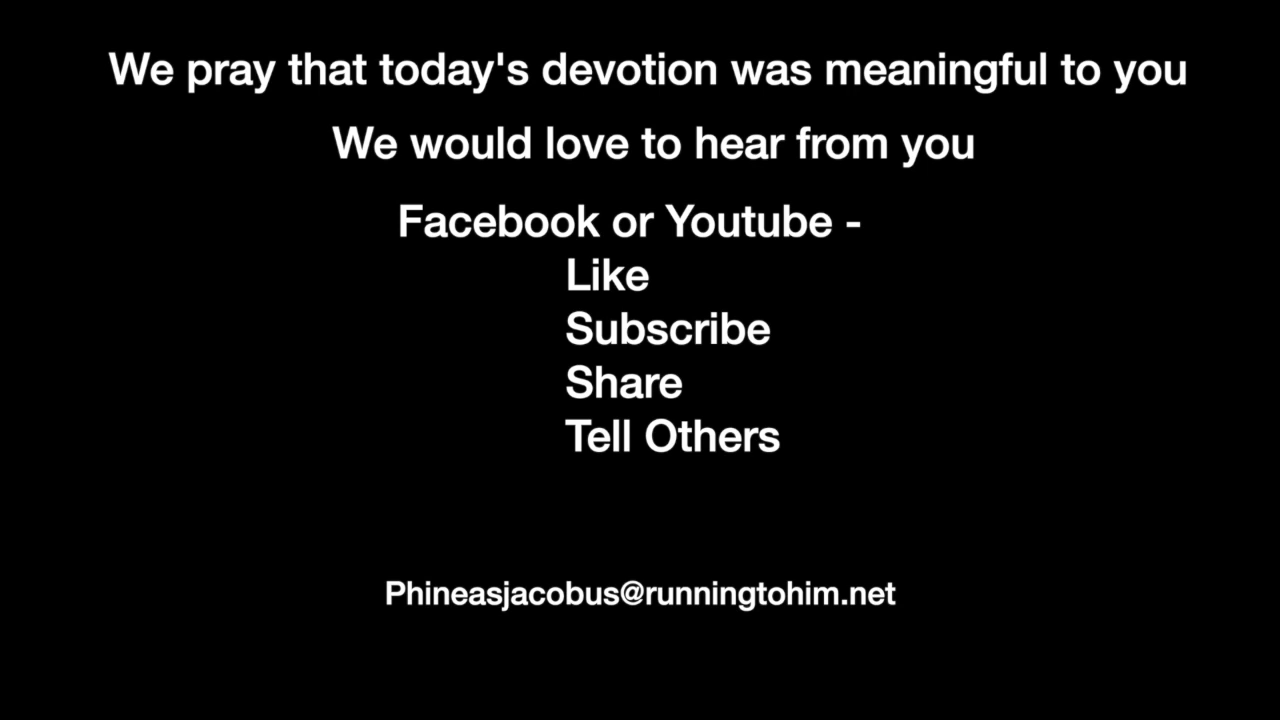 We pray that today's devotion was meaningful to you
We would love to hear from you
Facebook or Youtube -
Like
Subscribe
Share
Tell Others
Phineasjacobus@runningtohim.net